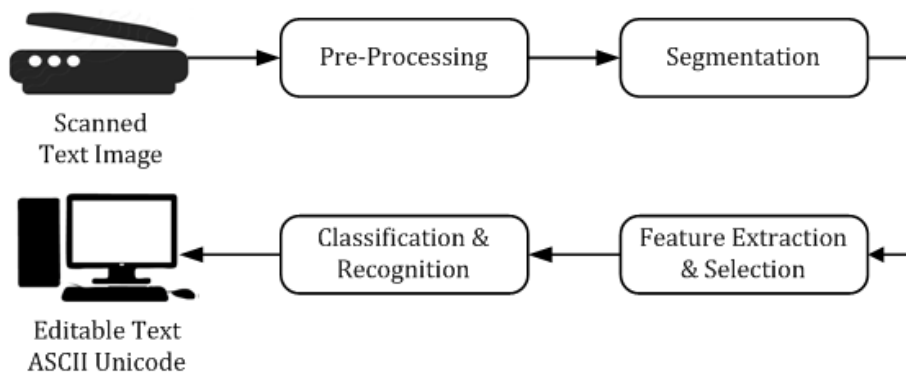 Pre-Processing
Segmentation
Scanned
Text Image
Feature Extraction
& Selection
Classification &
Recognition
Editable Text
ASCII Unicode